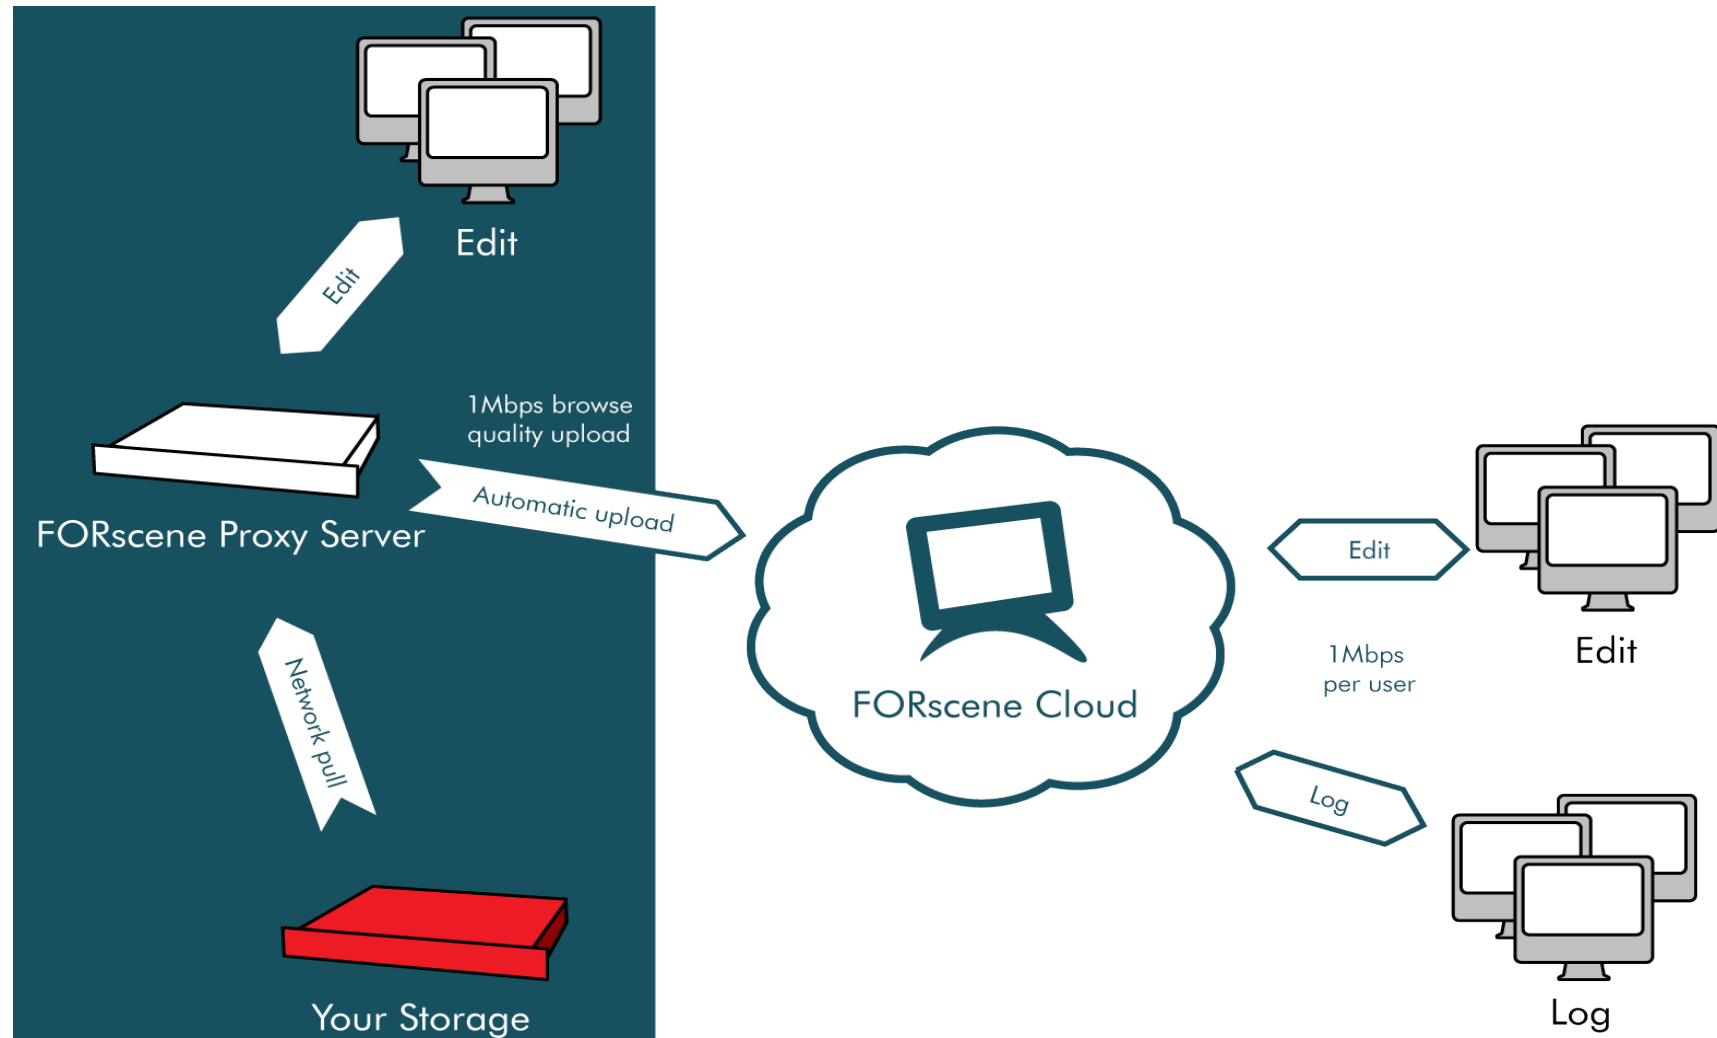 Edit
Edit
1Mbps browse
quality upload
Automatic upload
FORscene Proxy Server
Network pull
Your Storage
FORscene Cloud
Edit
Edit
1Mbps
per user
Log
Log